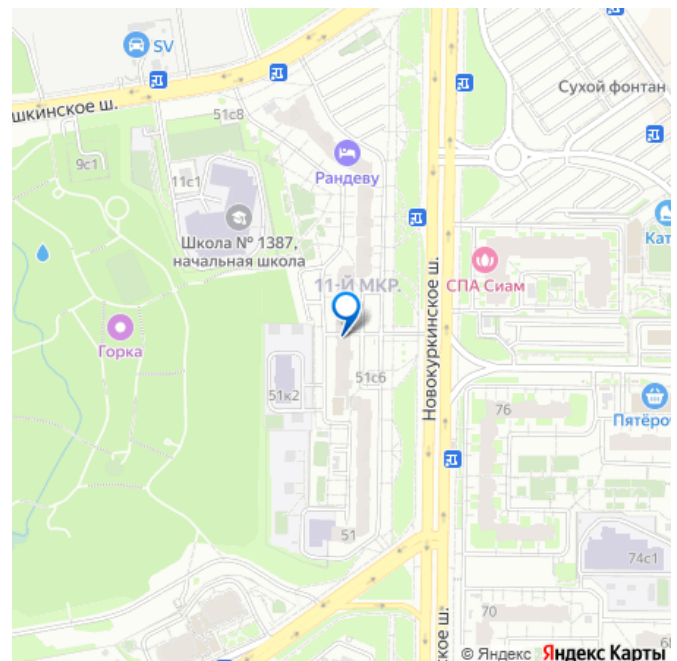 SV
шкинское ш.
51с8
Сухой фонтан
9с1
11с1
Рандеву
Школа № 1387,
начальная школа
Кат
СПА Сиам
11-Й МКР.
Новокуркинское ш.
Горка
51с6
51к2
76
Пятёроч
51
74с1
70
ское ш.
© Яндекс Яндекс Карты